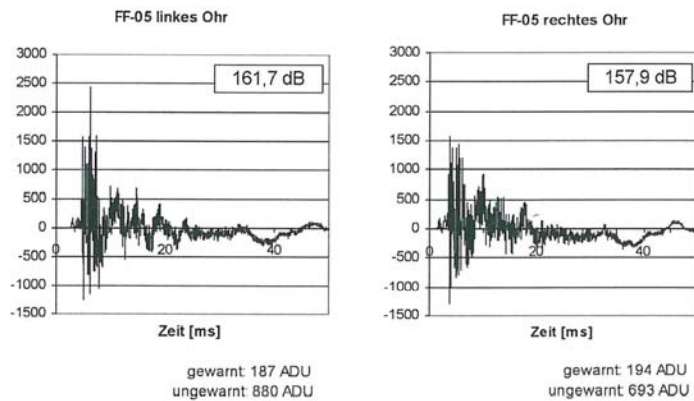 FF-05 linkes Ohr
3000
2500
2000
1500
1000
500
0
-500
-1000
-1500
161,7 dB
0
20
40
Zeit [ms]
gewarnt: 187 ADU
ungewarnt: 880 ADU
FF-05 rechtes Ohr
3000
2500
2000
1500
1000
500
0
-500
-1000
-1500
157,9 dB
0
20
40
Zeit [ms]
gewarnt: 194 ADU
ungewarnt: 693 ADU